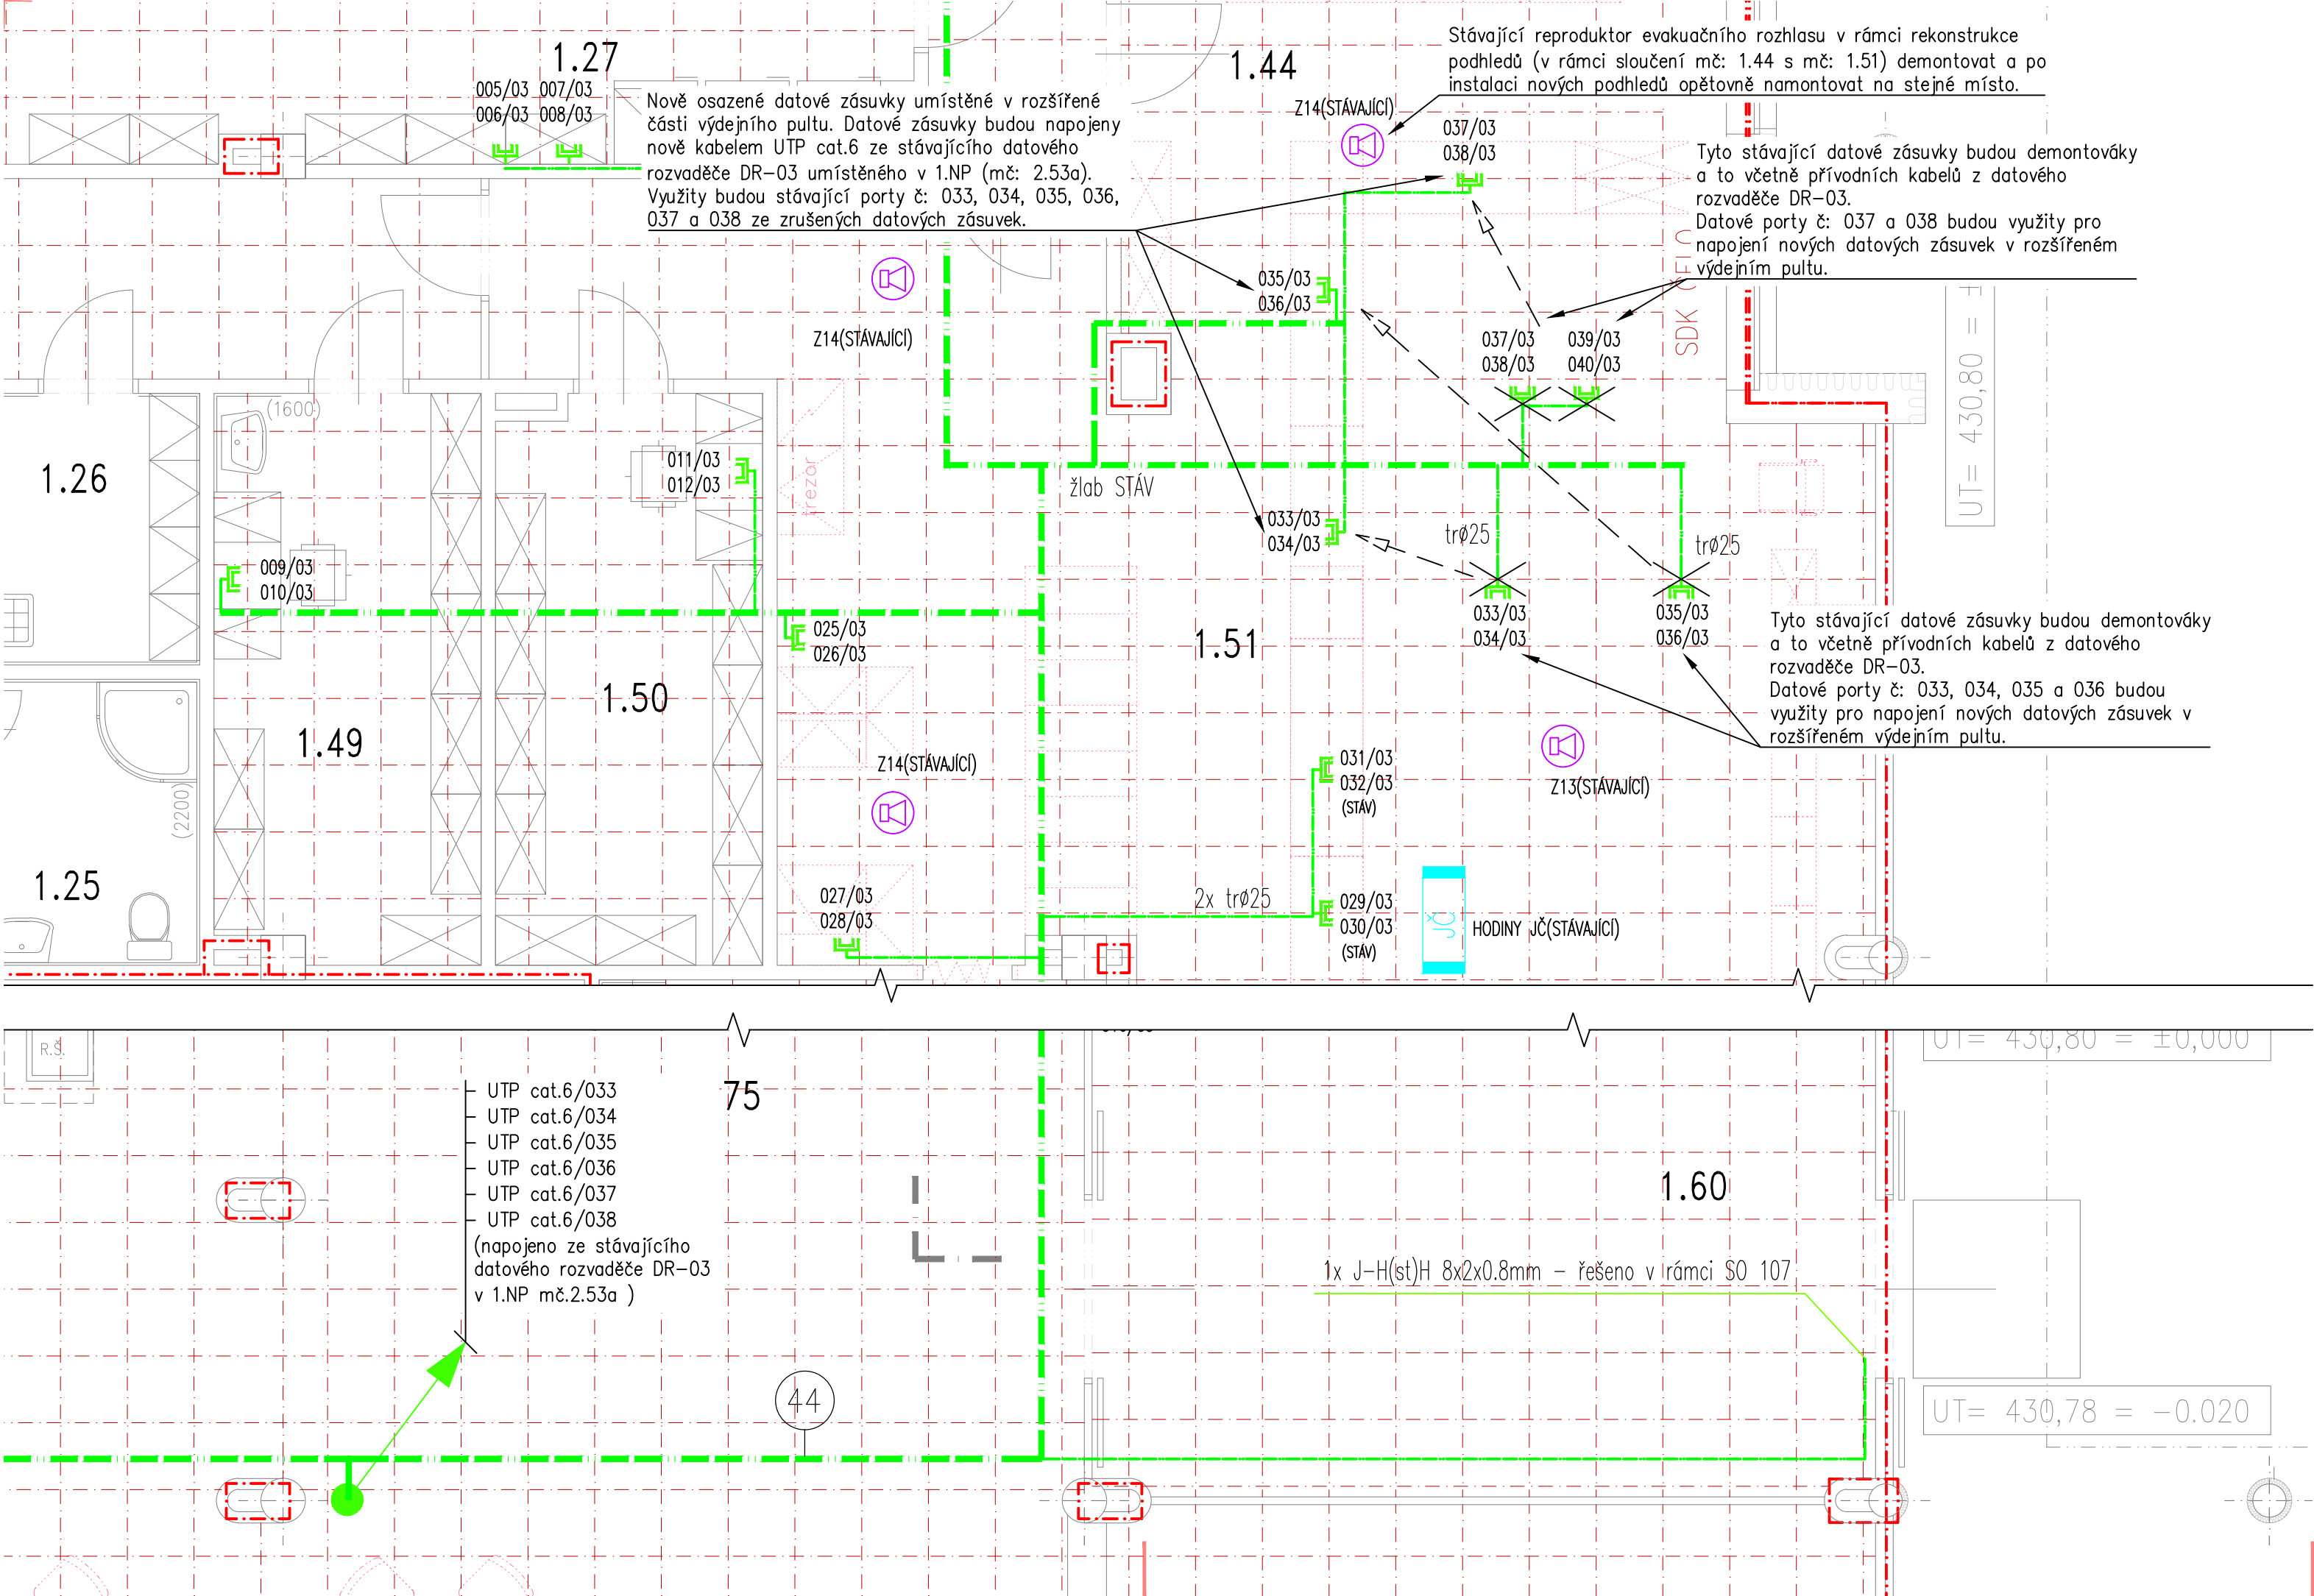 1.27
005/03 007/03
006/03 008/03
Nově osazené datové zásuvky umístěné v rozšířené
části výdejního pultu. Datové zásuvky budou napojeny
nově kabelem UTP cat.6 ze stávajícího datového
rozvaděče DR-03 umístěného v 1.NP (mč: 2.53a).
Využity budou stávající porty č: 033, 034, 035, 036,
037 a 038 ze zrušených datových zásuvek.
1.44
Stávající reproduktor evakuačního rozhlasu v rámci rekonstrukce
podhledů (v rámci sloučení mč: 1.44 s mč: 1.51) demontovat a po
instalaci nových podhledů opětovně namontovat na stejné místo.
Z14(STÁVAJÍCÍ)
037/03
038/03
Tyto stávající datové zásuvky budou demontováky
a to včetně přívodních kabelů z datového
rozvaděče DR-03.
Datové porty č: 037 a 038 budou využity pro
napojení nových datových zásuvek v rozšířeném
výdejním pultu.
SDK
Z14(STÁVAJÍCÍ)
035/03
036/03
037/03
038/03
039/03
040/03
UT= 430,80 =
(1600)
1.26
011/03
012/03
trezor
žlab STÁV
033/03
034/03
trø25
trø25
009/03
010/03
025/03
026/03
1.51
033/03
034/03
035/03
036/03
Tyto stávající datové zásuvky budou demontováky
a to včetně přívodních kabelů z datového
rozvaděče DR-03.
Datové porty č: 033, 034, 035 a 036 budou
využity pro napojení nových datových zásuvek v
rozšířeném výdejním pultu.
1.50
1.49
Z14(STÁVAJÍCÍ)
031/03
032/03
(STÁV)
Z13(STÁVAJÍCÍ)
(2200)
1.25
027/03
028/03
2x trø25
029/03
030/03
(STÁV)
JČ
HODINY JČ(STÁVAJÍCÍ)
R.Š.
UT= 430,80 = ±0,000
UTP cat.6/033
UTP cat.6/034
UTP cat.6/035
UTP cat.6/036
UTP cat.6/037
UTP cat.6/038
(napojeno ze stávajícího
datového rozvaděče DR-03
v 1.NP mč.2.53a )
75
1.60
1x J-H(st)H 8x2x0.8mm - řešeno v rámci SO 107
44
UT= 430,78 = -0.020